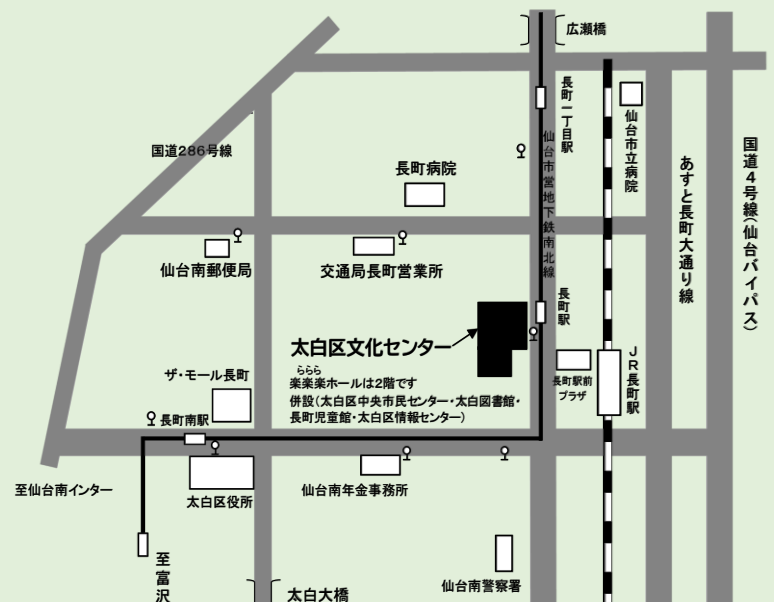 広瀬橋
長町一丁目駅
仙台市立病院
国道286号線
仙台市営地下鉄南北線
国道4号線(仙台バイパス)
あすと長町大通り線
長町病院
仙台南郵便局
交通局長町営業所
長町駅
太白区文化センター
ららら
楽楽楽ホールは2階です
併設(太白区中央市民センター・太白図書館・
長町児童館・太白区情報センター)
長町駅前
プラザ
JR長町駅
ザ・モール長町
長町南駅
至仙台南インター
太白区役所
仙台南年金事務所
至富沢
太白大橋
仙台南警察署